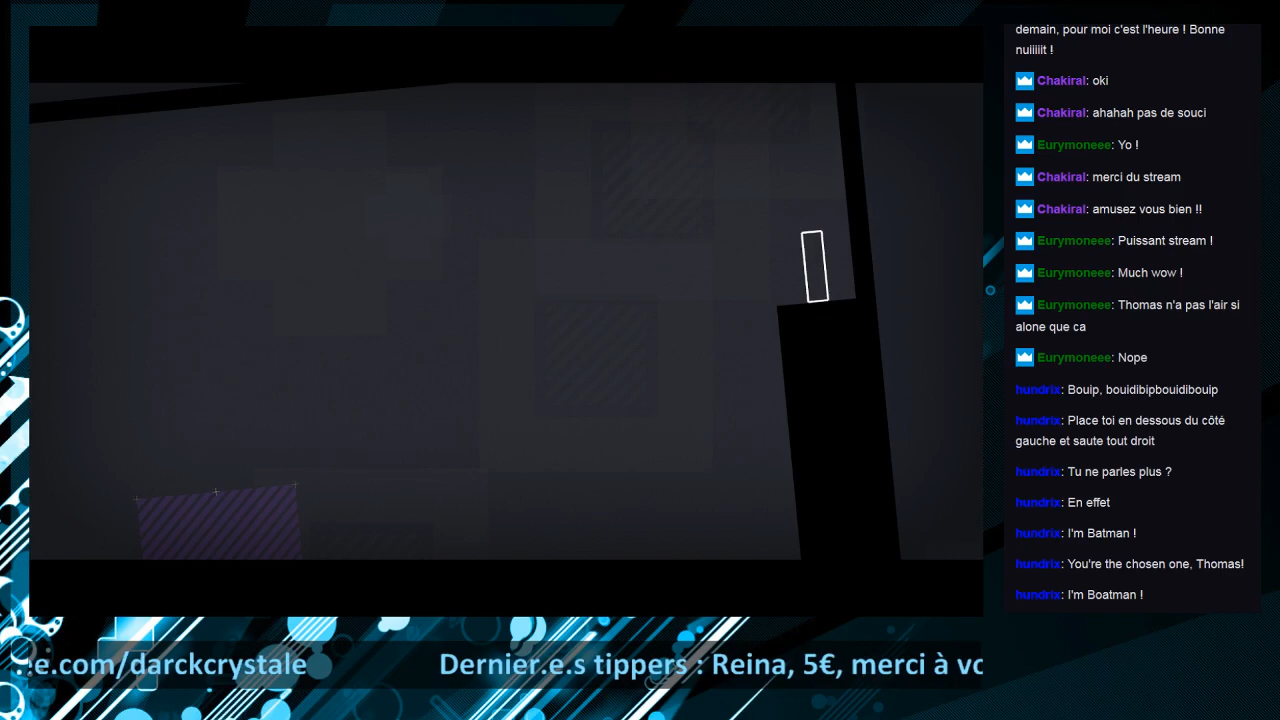 demain, pour moi c'est l'heure ! Bonne
nuliiiit !
Chakiral: oki
Chakiral: ahahah pas de souci
Eurymoneee: Yo !
Chakiral: merci du stream
Chakiral: amusez vous bien !!
Eurymoneee: Puissant stream !
Eurymoneee: Much wow !
Eurymoneee: Thomas n'a pas l'air si
alone que ca
Eurymoneee: Nope
hundrix: Bouip, bouidibipbouidibouip
hundrix: Place toi en dessous du côté
gauche et saute tout droit
hundrix: Tu ne parles plus ?
hundrix: En effet
hundrix: I'm Batman !
hundrix: You're the chosen one, Thomas!
hundrix: I'm Boatman !
e.com/darckcrystale
Dernier.e.s tippers : Reina, 5€, merci à vo